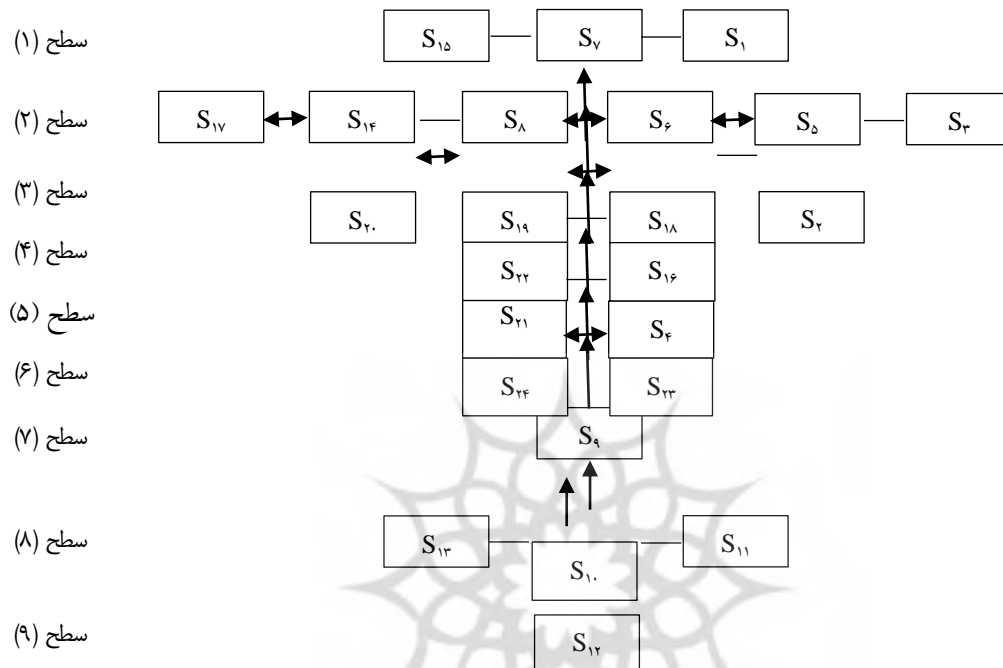 سطح (۱) S۱۵ S۷ S۱
سطح (۲) S۱۷ S۱۴ S۸ S۶ S۵ S۳
سطح (۳) S۲۰ S۱۹ S۱۸ S۲
سطح (۴) S۲۲ S۱۶
سطح (۵) S۲۱ S۴
سطح (۶) S۲۴ S۲۳
سطح (۷) S۹
سطح (۸) S۱۳ S۱۰ S۱۱
سطح (۹) S۱۲